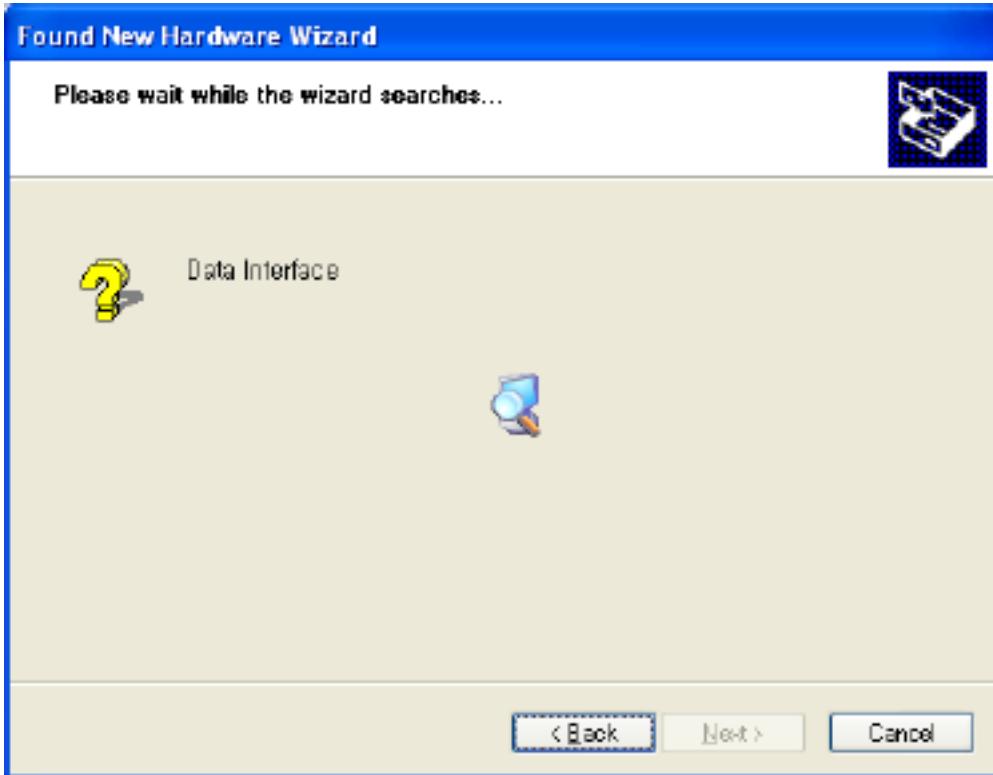 Found New Hardware Wizard
Please wait while the wizard searches...
Data Interface
< Back
Next >
Cancel